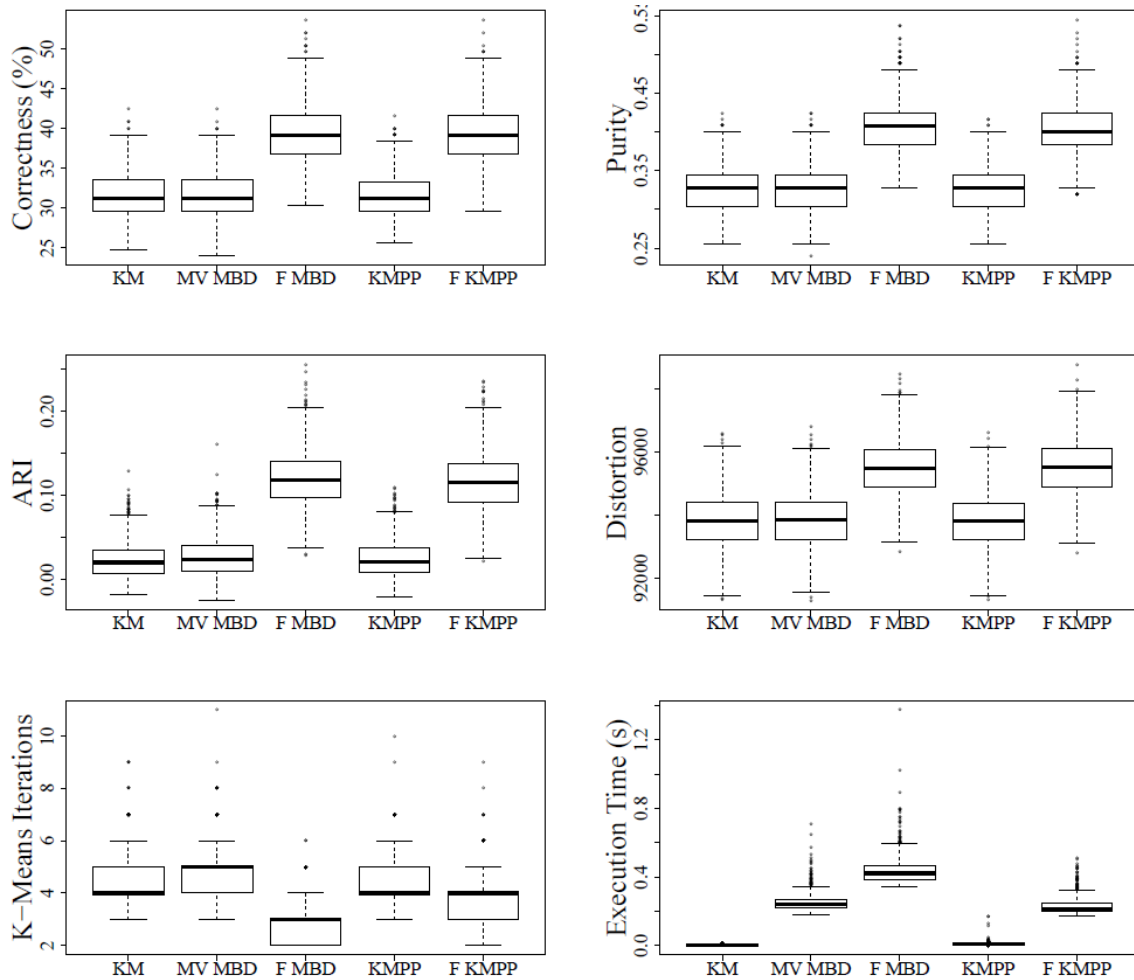 Correctness (%)
50
45
40
35
30
25
KM MV MBD F MBD KMPP F KMPP
Purity
0.45
0.35
0.25
KM MV MBD F MBD KMPP F KMPP
ARI
0.20
0.10
0.00
KM MV MBD F MBD KMPP F KMPP
Distortion
96000
92000
KM MV MBD F MBD KMPP F KMPP
K−Means Iterations
10
8
6
4
2
KM MV MBD F MBD KMPP F KMPP
Execution Time (s)
1.2
0.8
0.4
0.0
KM MV MBD F MBD KMPP F KMPP